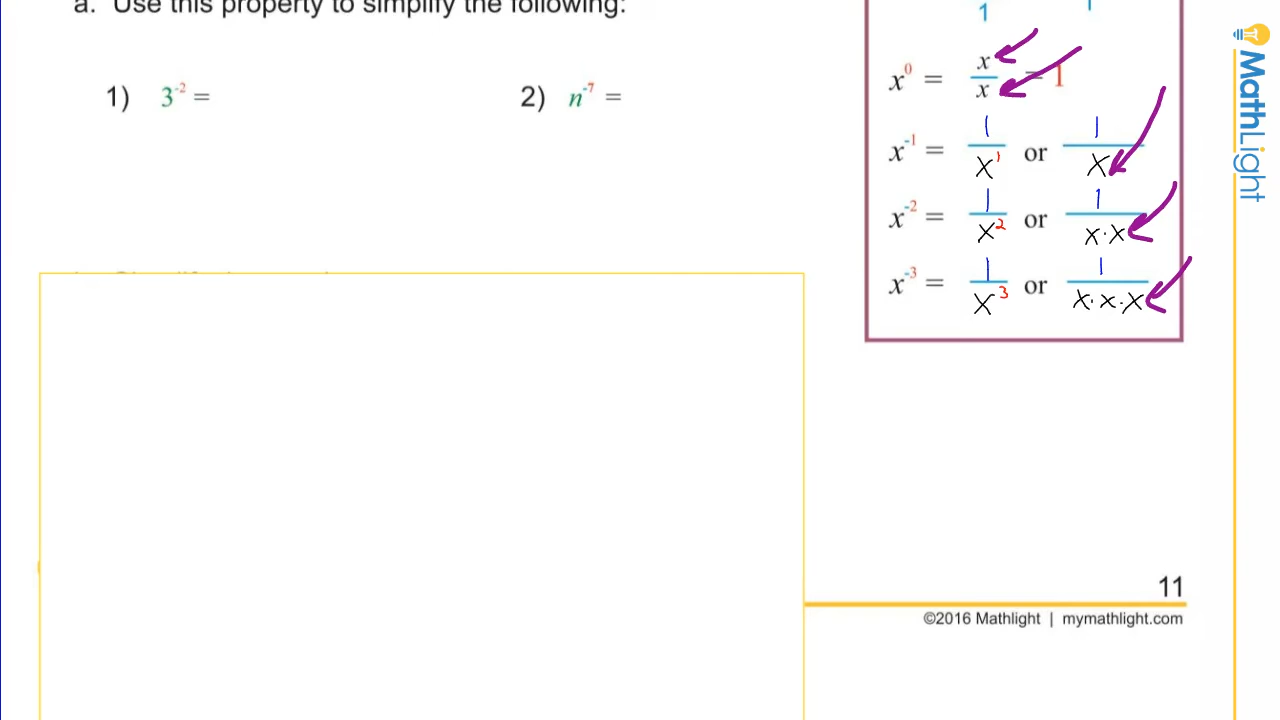 a. Use this property to simplify the following:
1) 3⁻² =
2) n⁻⁷ =
1
x⁰ = x/x = 1
x⁻¹ = 1/x¹ or 1/x
x⁻² = 1/x² or 1/x·x
x⁻³ = 1/x³ or 1/x·x·x
MathLight
11
©2016 Mathlight | mymathlight.com